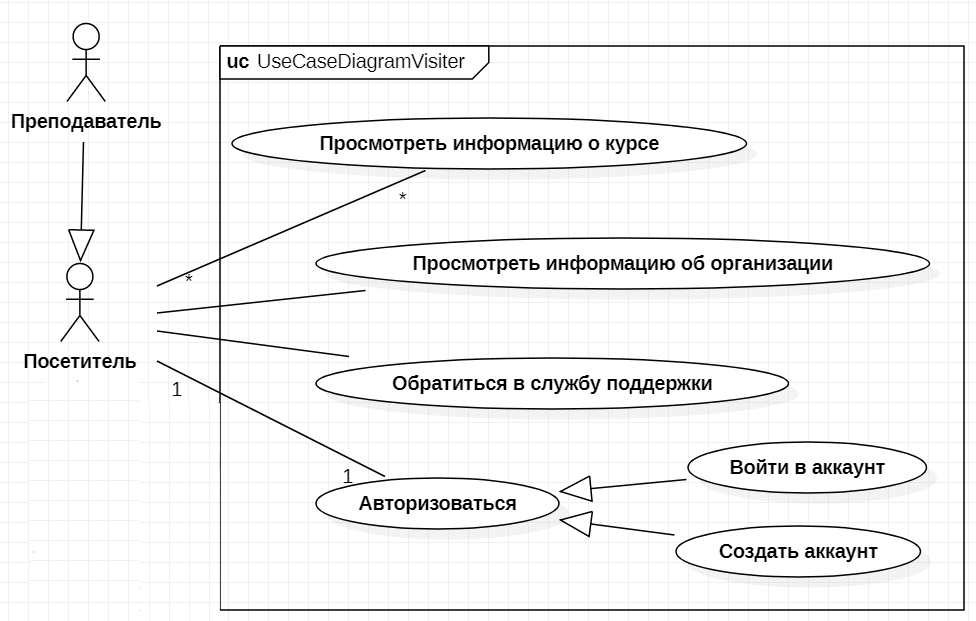 uc UseCaseDiagramVisiter
Преподаватель
Просмотреть информацию о курсе
*
*
Просмотреть информацию об организации
Посетитель
Обратиться в службу поддержки
1
1
Авторизоваться
Войти в аккаунт
Создать аккаунт